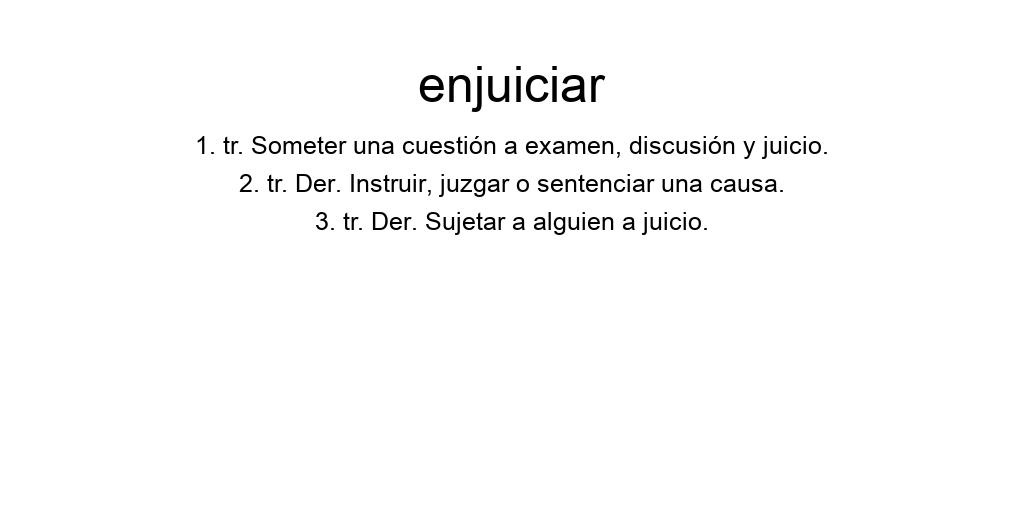 enjuiciar
1. tr. Someter una cuestión a examen, discusión y juicio.
2. tr. Der. Instruir, juzgar o sentenciar una causa.
3. tr. Der. Sujetar a alguien a juicio.